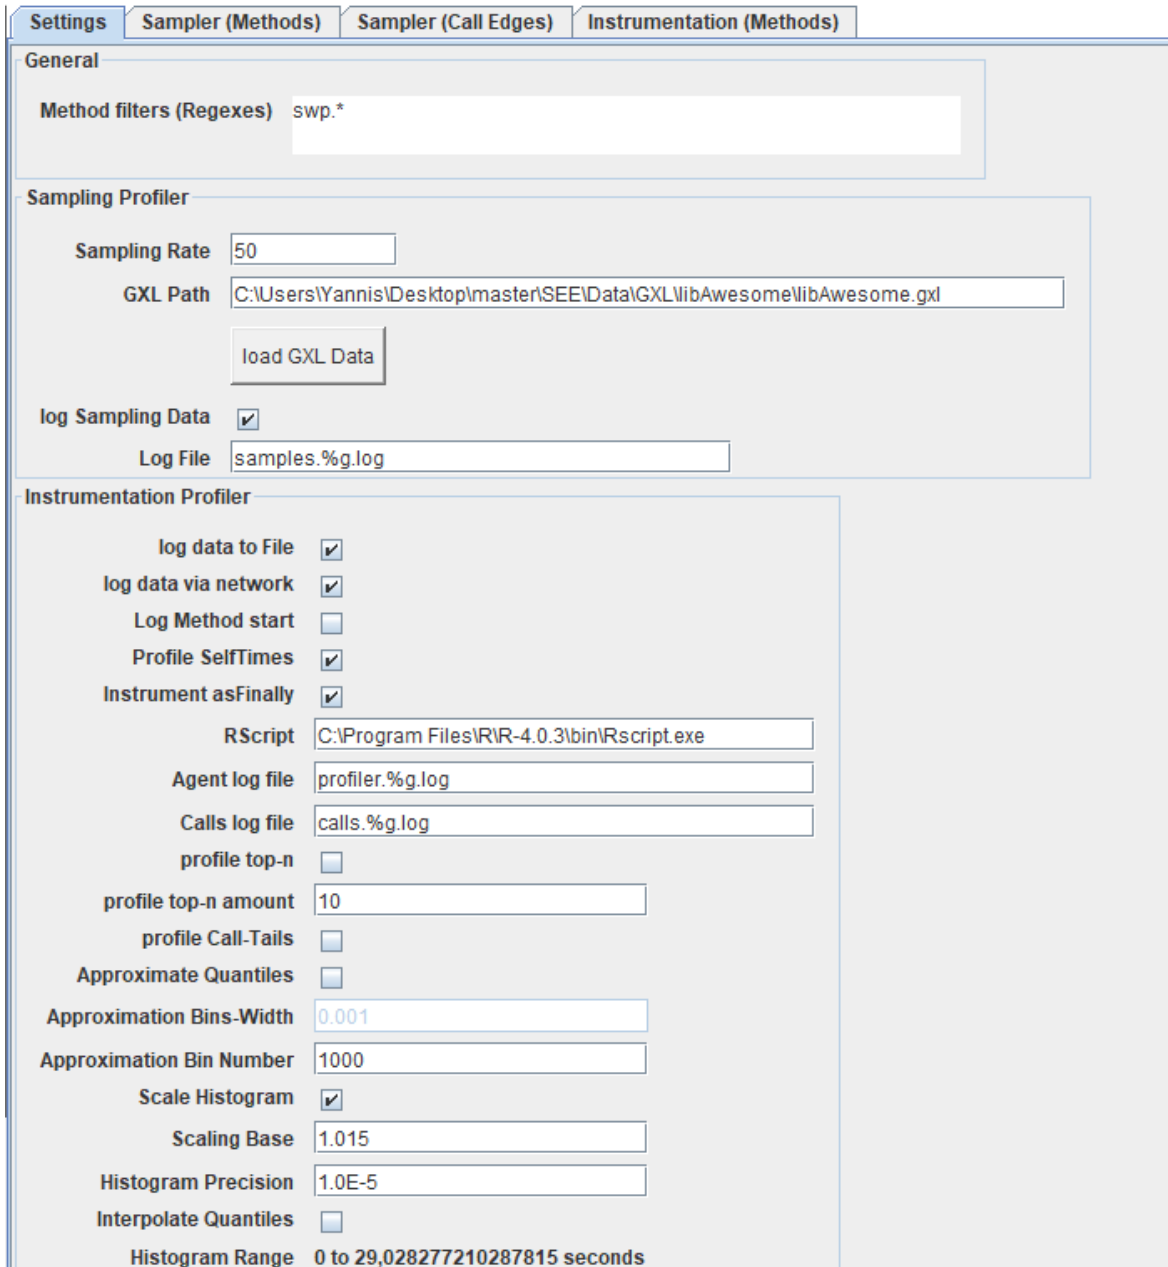 Settings Sampler (Methods) Sampler (Call Edges) Instrumentation (Methods)
General
Method filters (Regexes) swp.*
Sampling Profiler
Sampling Rate 50
GXL Path C:\Users\Yannis\Desktop\master\SEE\Data\GXL\libAwesome\libAwesome.gxl
load GXL Data
log Sampling Data
Log File samples.%g.log
Instrumentation Profiler
log data to File
log data via network
Log Method start
Profile SelfTimes
Instrument asFinally
RScript C:\Program Files\R\R-4.0.3\bin\Rscript.exe
Agent log file profiler.%g.log
Calls log file calls.%g.log
profile top-n
profile top-n amount 10
profile Call-Tails
Approximate Quantiles
Approximation Bins-Width 0.001
Approximation Bin Number 1000
Scale Histogram
Scaling Base 1.015
Histogram Precision 1.0E-5
Interpolate Quantiles
Histogram Range 0 to 29,028277210287815 seconds